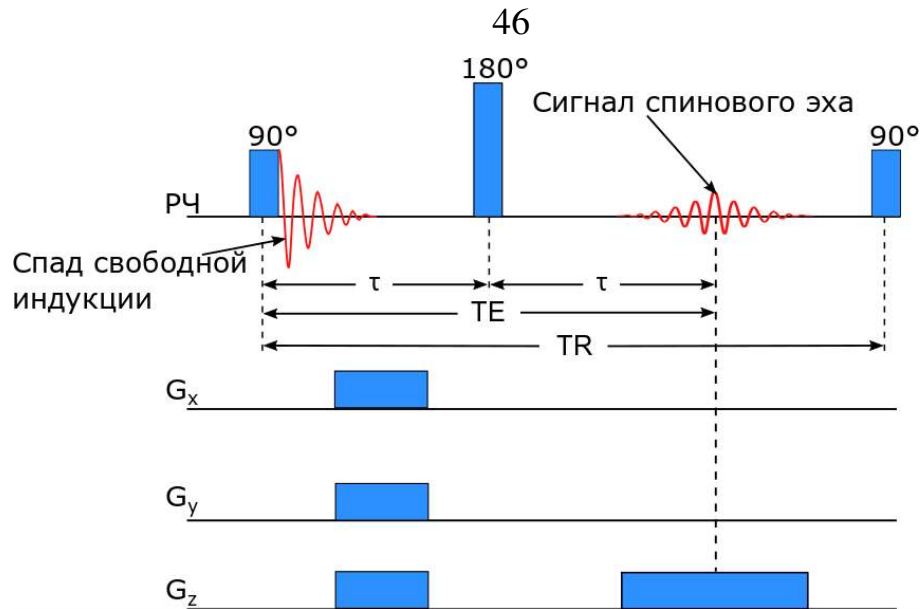 46
180°
Сигнал спинового эха
90°
90°
РЧ
Спад свободной
индукции
τ
τ
TE
TR
Gx
Gy
Gz